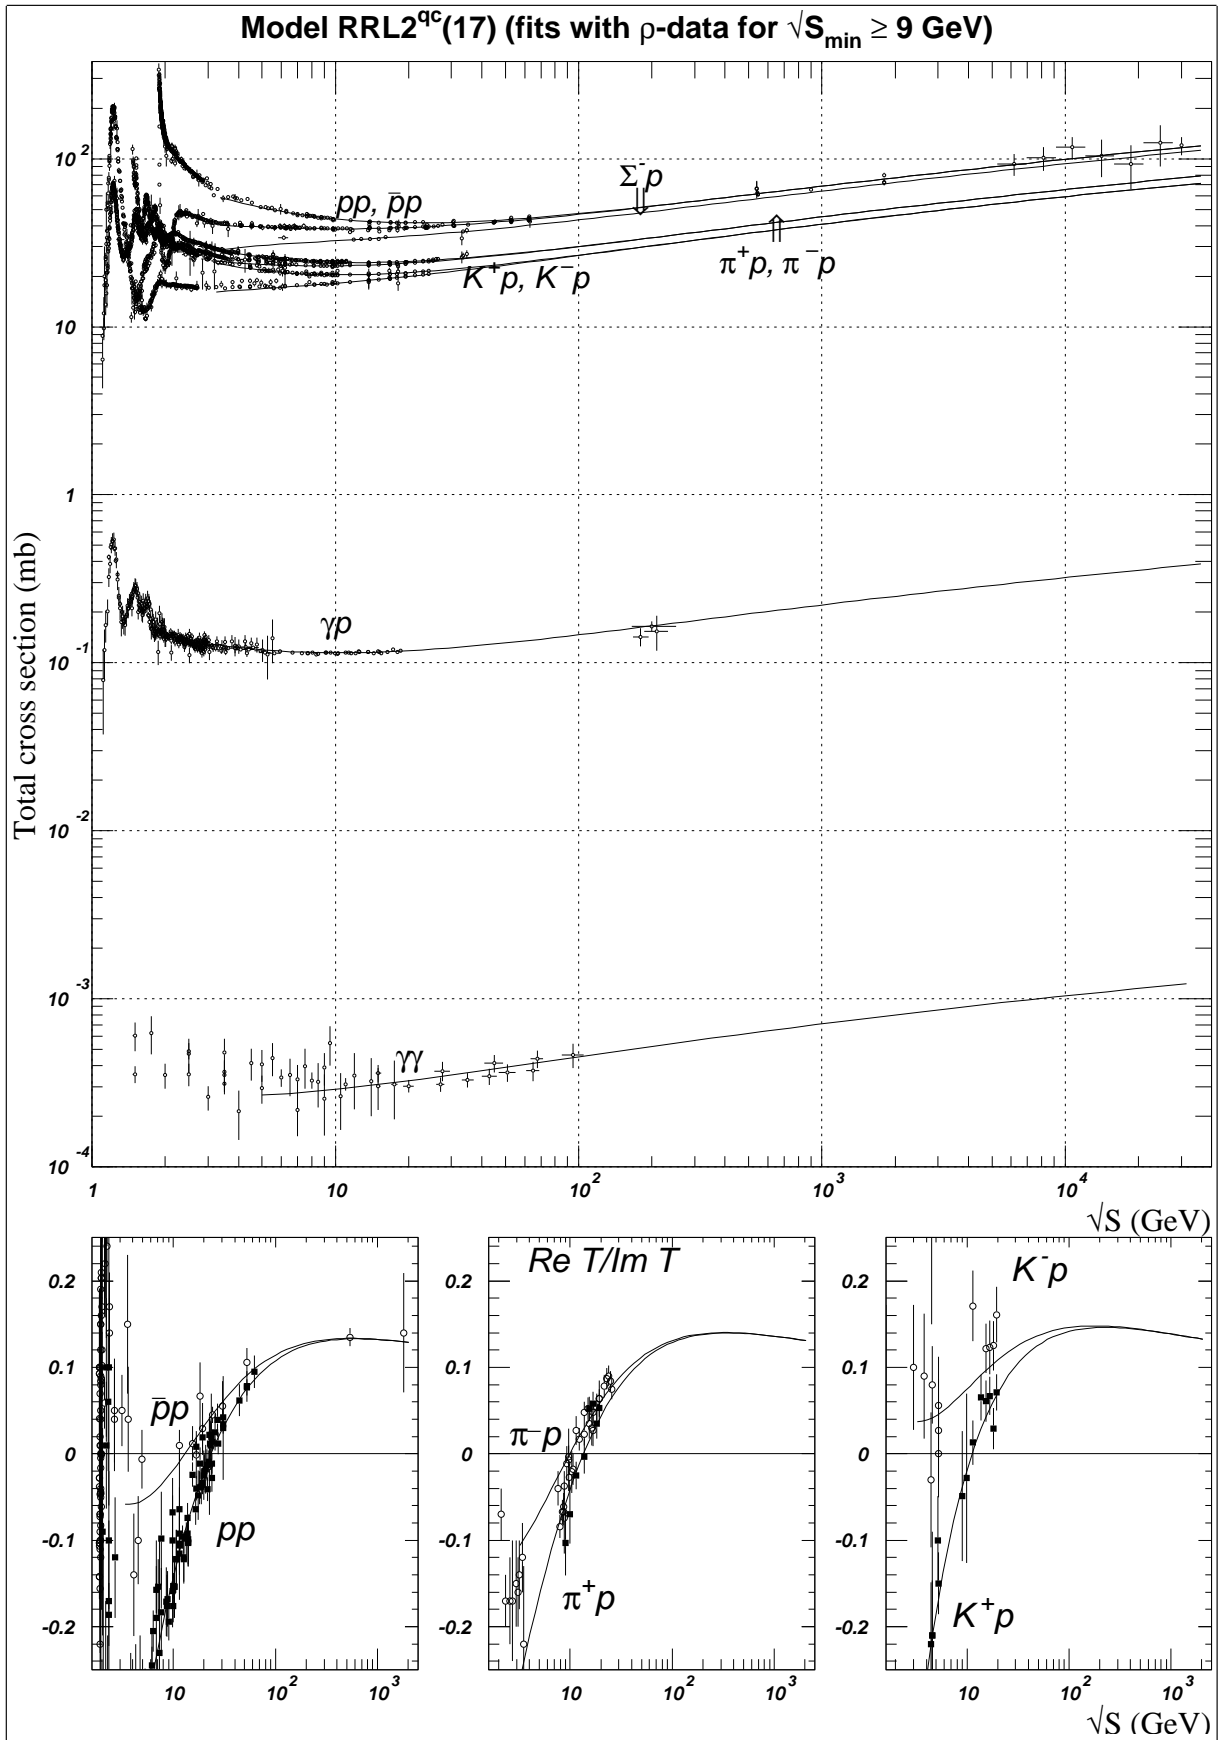 Model RRL2^qc(17) (fits with ρ-data for √S_min ≥ 9 GeV)
Total cross section (mb)
10^2
10
1
10^-1
10^-2
10^-3
10^-4
pp, p̄p
Σ^-p
⇓
⇑
K^+p, K^-p
π^+p, π^-p
γp
γγ
1
10
10^2
10^3
10^4
√S (GeV)
0.2
0.1
0
-0.1
-0.2
p̄p
pp
10
10^2
10^3
Re T/Im T
0.2
0.1
0
-0.1
-0.2
π^-p
π^+p
10
10^2
10^3
0.2
0.1
0
-0.1
-0.2
K^-p
K^+p
10
10^2
10^3
√S (GeV)